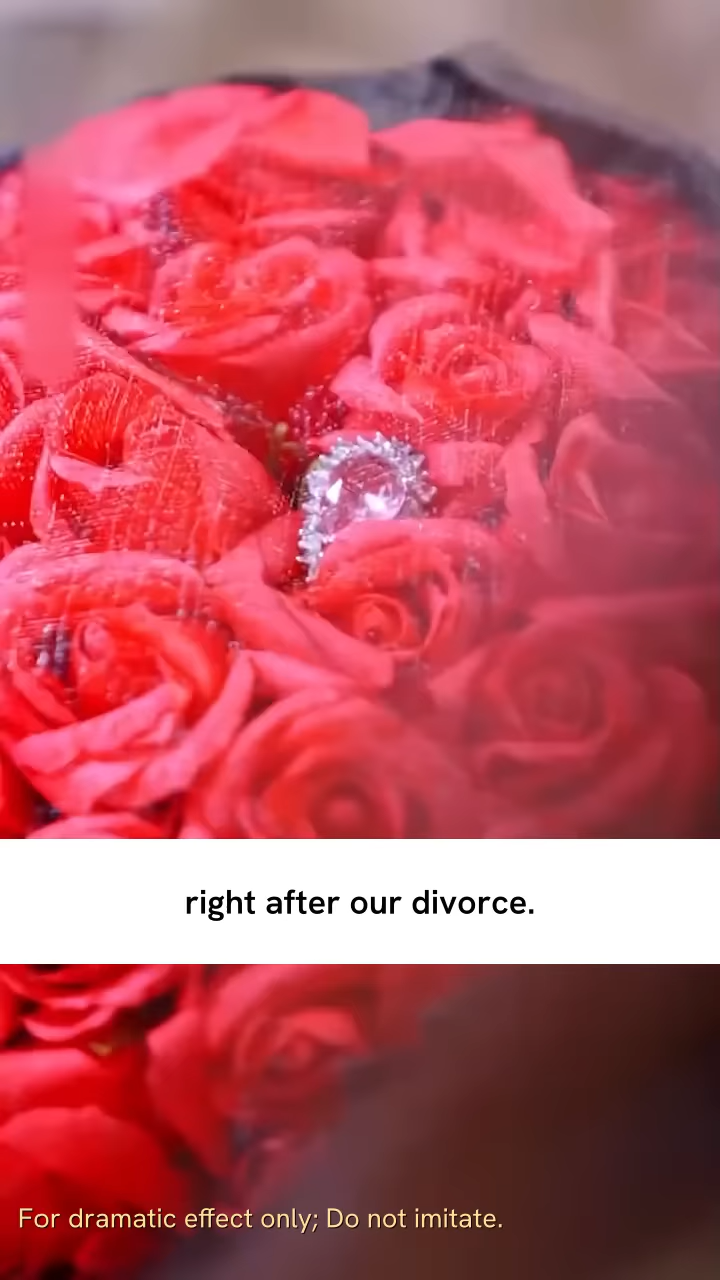 right after our divorce.
For dramatic effect only; Do not imitate.